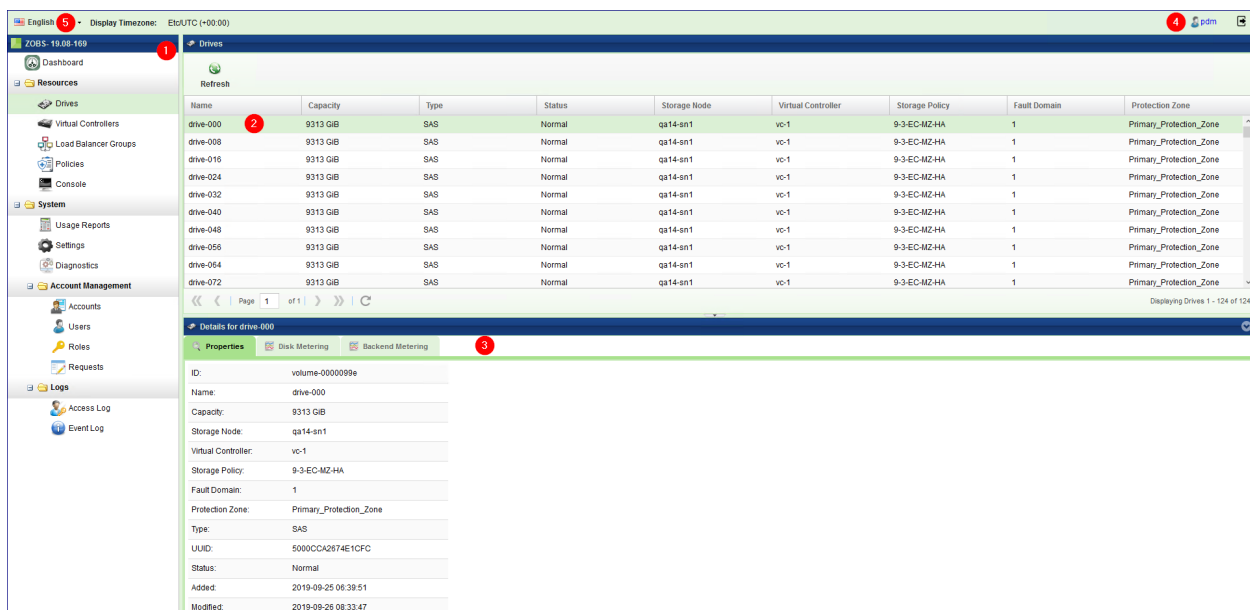 English 5 Display Timezone: Etc/UTC (+00:00) 4 pdm
ZOBS-19.08-169 1
Dashboard
Resources
Drives
Virtual Controllers
Load Balancer Groups
Policies
Console
System
Usage Reports
Settings
Diagnostics
Account Management
Accounts
Users
Roles
Requests
Logs
Access Log
Event Log
Drives
Refresh
Name Capacity Type Status Storage Node Virtual Controller Storage Policy Fault Domain Protection Zone
drive-000 2 9313 GiB SAS Normal qa14-sn1 vc-1 9-3-EC-MZ-HA 1 Primary_Protection_Zone
drive-008 9313 GiB SAS Normal qa14-sn1 vc-1 9-3-EC-MZ-HA 1 Primary_Protection_Zone
drive-016 9313 GiB SAS Normal qa14-sn1 vc-1 9-3-EC-MZ-HA 1 Primary_Protection_Zone
drive-024 9313 GiB SAS Normal qa14-sn1 vc-1 9-3-EC-MZ-HA 1 Primary_Protection_Zone
drive-032 9313 GiB SAS Normal qa14-sn1 vc-1 9-3-EC-MZ-HA 1 Primary_Protection_Zone
drive-040 9313 GiB SAS Normal qa14-sn1 vc-1 9-3-EC-MZ-HA 1 Primary_Protection_Zone
drive-048 9313 GiB SAS Normal qa14-sn1 vc-1 9-3-EC-MZ-HA 1 Primary_Protection_Zone
drive-056 9313 GiB SAS Normal qa14-sn1 vc-1 9-3-EC-MZ-HA 1 Primary_Protection_Zone
drive-064 9313 GiB SAS Normal qa14-sn1 vc-1 9-3-EC-MZ-HA 1 Primary_Protection_Zone
drive-072 9313 GiB SAS Normal qa14-sn1 vc-1 9-3-EC-MZ-HA 1 Primary_Protection_Zone
Page 1 of 1 Displaying Drives 1 - 124 of 124
Details for drive-000
Properties Disk Metering Backend Metering 3
ID: volume-0000099e
Name: drive-000
Capacity: 9313 GiB
Storage Node: qa14-sn1
Virtual Controller: vc-1
Storage Policy: 9-3-EC-MZ-HA
Fault Domain: 1
Protection Zone: Primary_Protection_Zone
Type: SAS
UUID: 5000CCA2674E1CFC
Status: Normal
Added: 2019-09-25 06:39:51
Modified: 2019-09-26 08:33:47